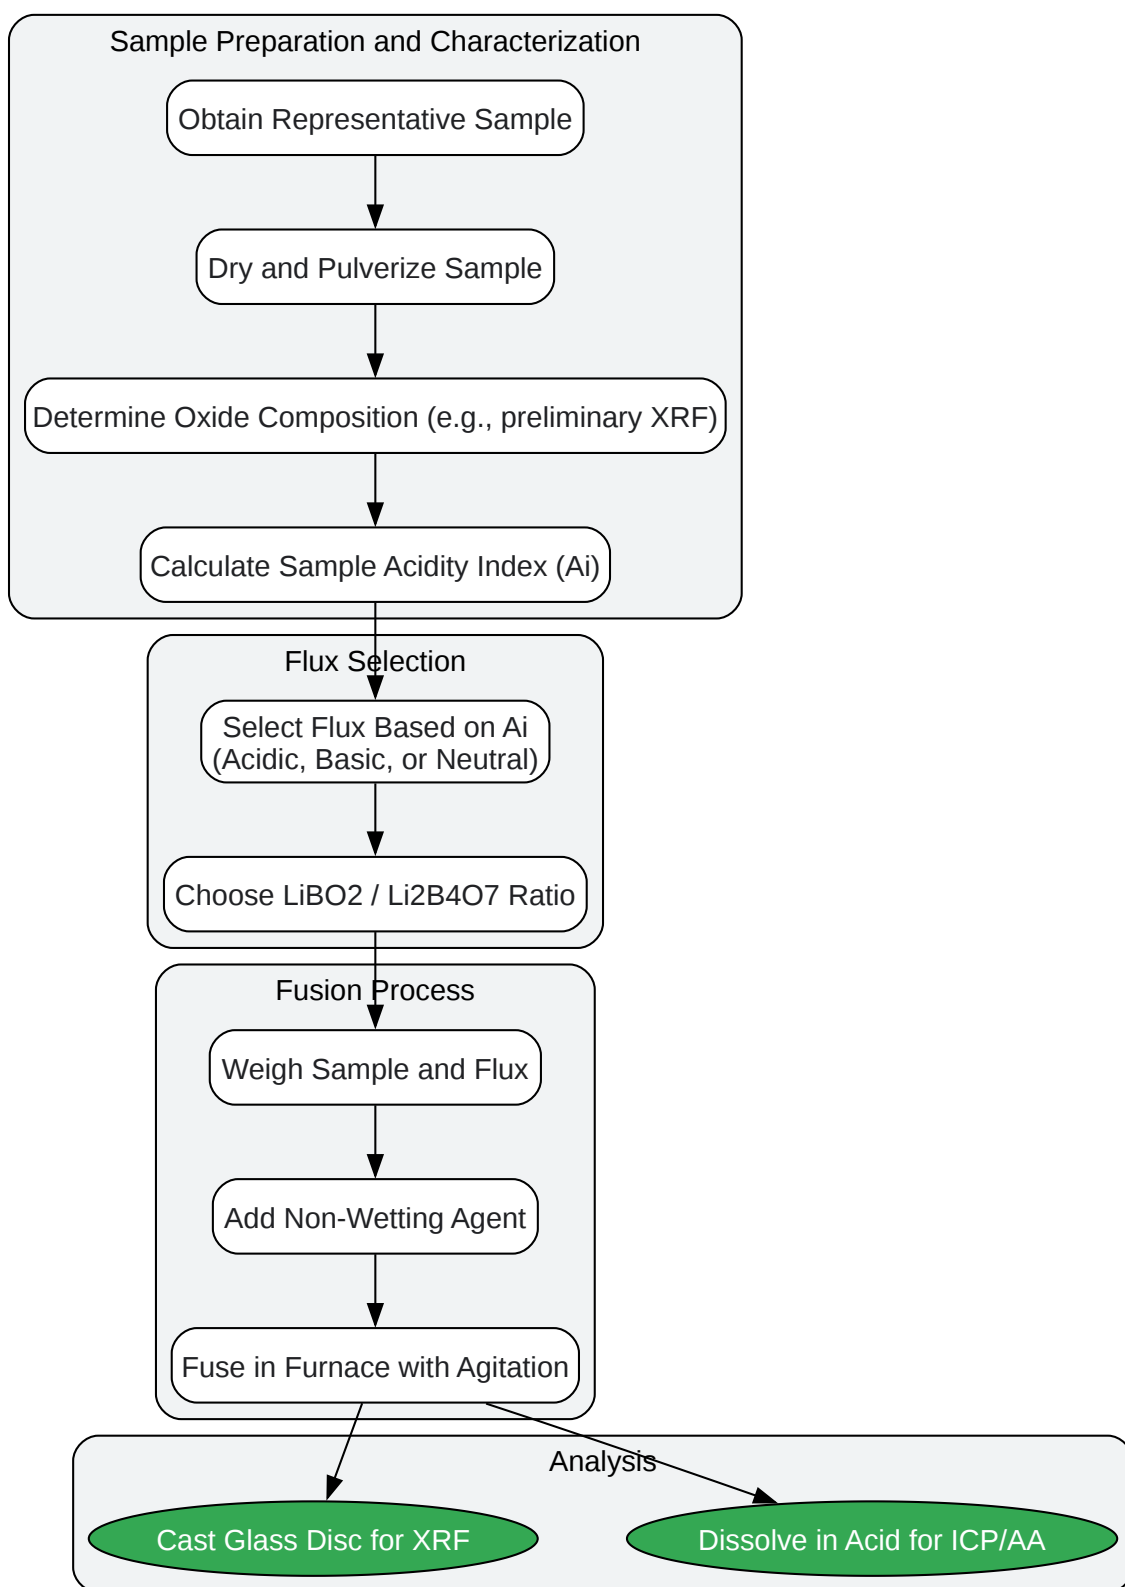 Sample Preparation and Characterization
Obtain Representative Sample
Dry and Pulverize Sample
Determine Oxide Composition (e.g., preliminary XRF)
Calculate Sample Acidity Index (Ai)
Flux Selection
Select Flux Based on Ai
(Acidic, Basic, or Neutral)
Choose LiBO2 / Li2B4O7 Ratio
Fusion Process
Weigh Sample and Flux
Add Non-Wetting Agent
Fuse in Furnace with Agitation
Analysis
Cast Glass Disc for XRF
Dissolve in Acid for ICP/AA